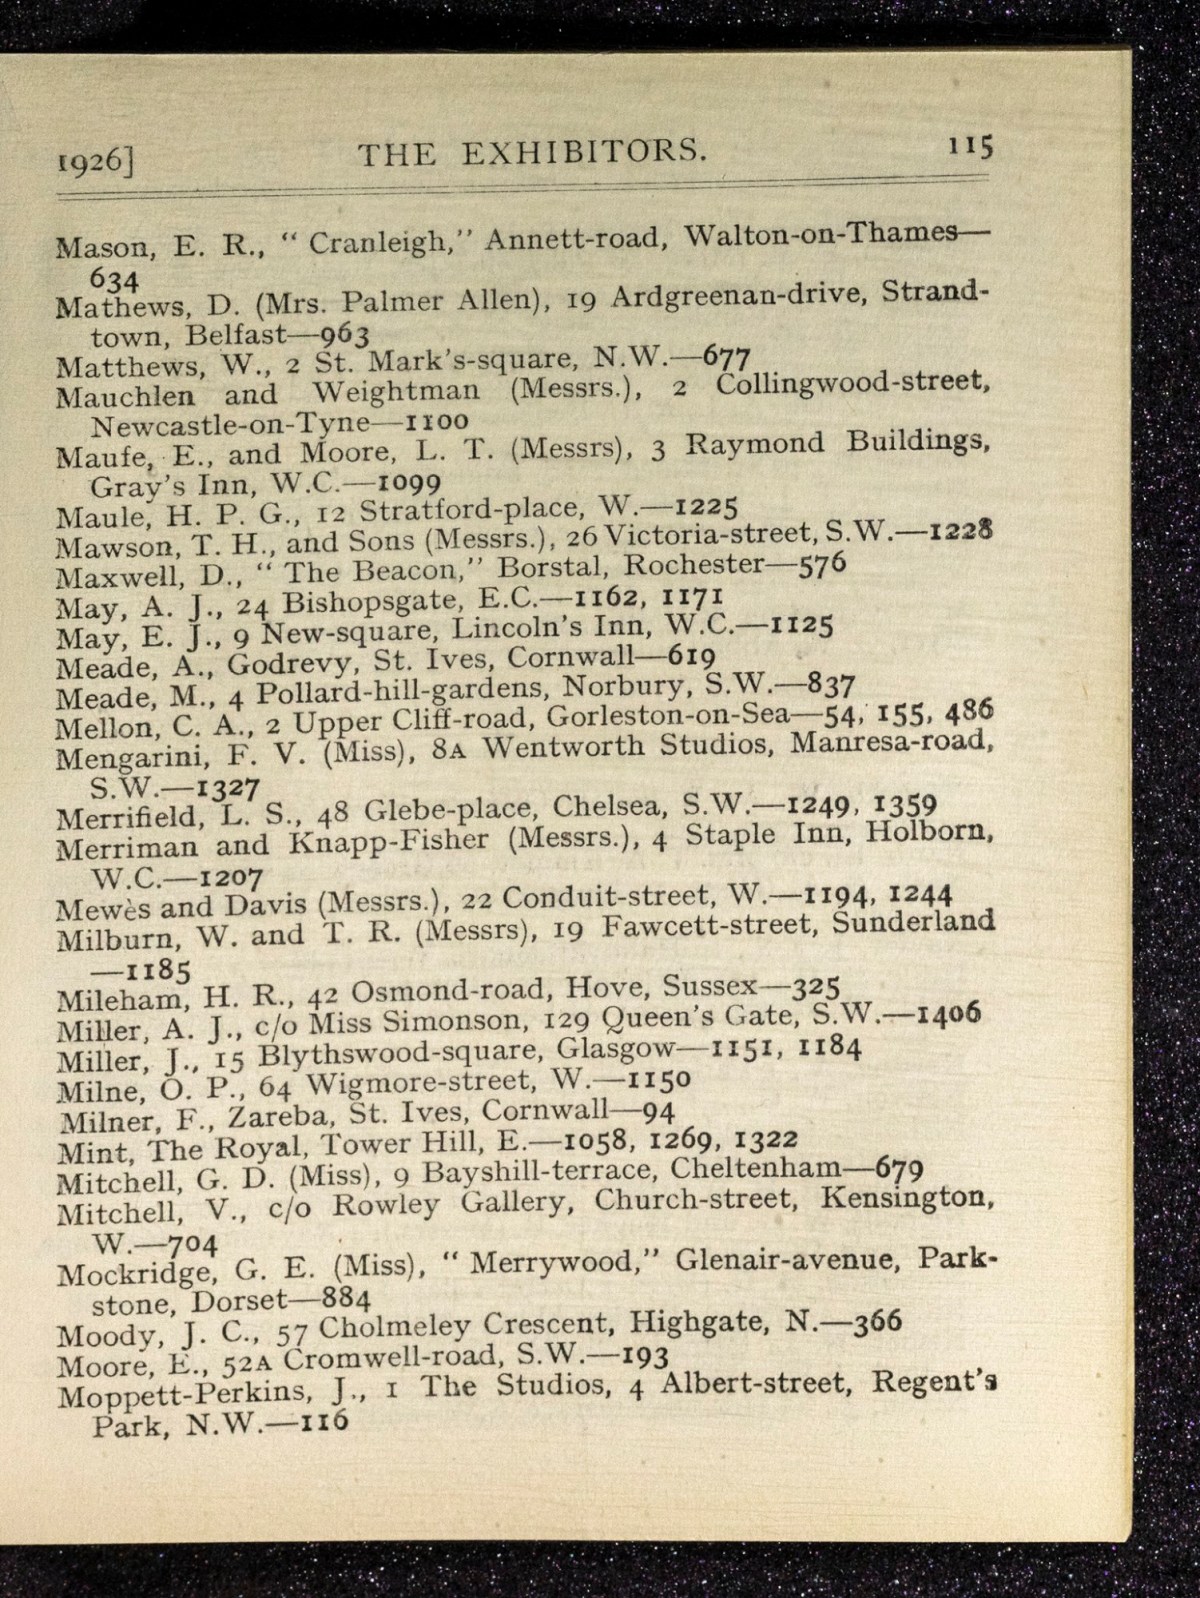 1926] THE EXHIBITORS. 115
Mason, E. R., “ Cranleigh,” Annett-road, Walton-on-Thames—
634
Mathews, D. (Mrs. Palmer Allen), 19 Ardgreenan-drive, Strand-
town, Belfast—963
Matthews, W., 2 St. Mark's-square, N.W.—677
Mauchlen and Weightman (Messrs.), 2 Collingwood-street,
Newcastle-on-Tyne—1100
Maufe, E., and Moore, L. T. (Messrs), 3 Raymond Buildings,
Gray's Inn, W.C.—1099
Maule, H. P. G., 12 Stratford-place, W.—1225
Mawson, T. H., and Sons (Messrs.), 26 Victoria-street, S.W.—1228
Maxwell, D., “ The Beacon,” Borstal, Rochester—576
May, A. J., 24 Bishopsgate, E.C.—1162, 1171
May, E. J., 9 New-square, Lincoln's Inn, W.C.—1125
Meade, A., Godrevy, St. Ives, Cornwall—619
Meade, M., 4 Pollard-hill-gardens, Norbury, S.W.—837
Mellon, C. A., 2 Upper Cliff-road, Gorleston-on-Sea—54, 155, 486
Mengarini, F. V. (Miss), 8A Wentworth Studios, Manresa-road,
S.W.—1327
Merrifield, L. S., 48 Glebe-place, Chelsea, S.W.—1249, 1359
Merriman and Knapp-Fisher (Messrs.), 4 Staple Inn, Holborn,
W.C.—1207
Mewès and Davis (Messrs.), 22 Conduit-street, W.—1194, 1244
Milburn, W. and T. R. (Messrs), 19 Fawcett-street, Sunderland
—1185
Mileham, H. R., 42 Osmond-road, Hove, Sussex—325
Miller, A. J., c/o Miss Simonson, 129 Queen's Gate, S.W.—1406
Miller, J., 15 Blythswood-square, Glasgow—1151, 1184
Milne, O. P., 64 Wigmore-street, W.—1150
Milner, F., Zareba, St. Ives, Cornwall—94
Mint, The Royal, Tower Hill, E.—1058, 1269, 1322
Mitchell, G. D. (Miss), 9 Bayshill-terrace, Cheltenham—679
Mitchell, V., c/o Rowley Gallery, Church-street, Kensington,
W.—704
Mockridge, G. E. (Miss), “ Merrywood,” Glenair-avenue, Park-
stone, Dorset—884
Moody, J. C., 57 Cholmeley Crescent, Highgate, N.—366
Moore, E., 52A Cromwell-road, S.W.—193
Moppett-Perkins, J., 1 The Studios, 4 Albert-street, Regent's
Park, N.W.—116